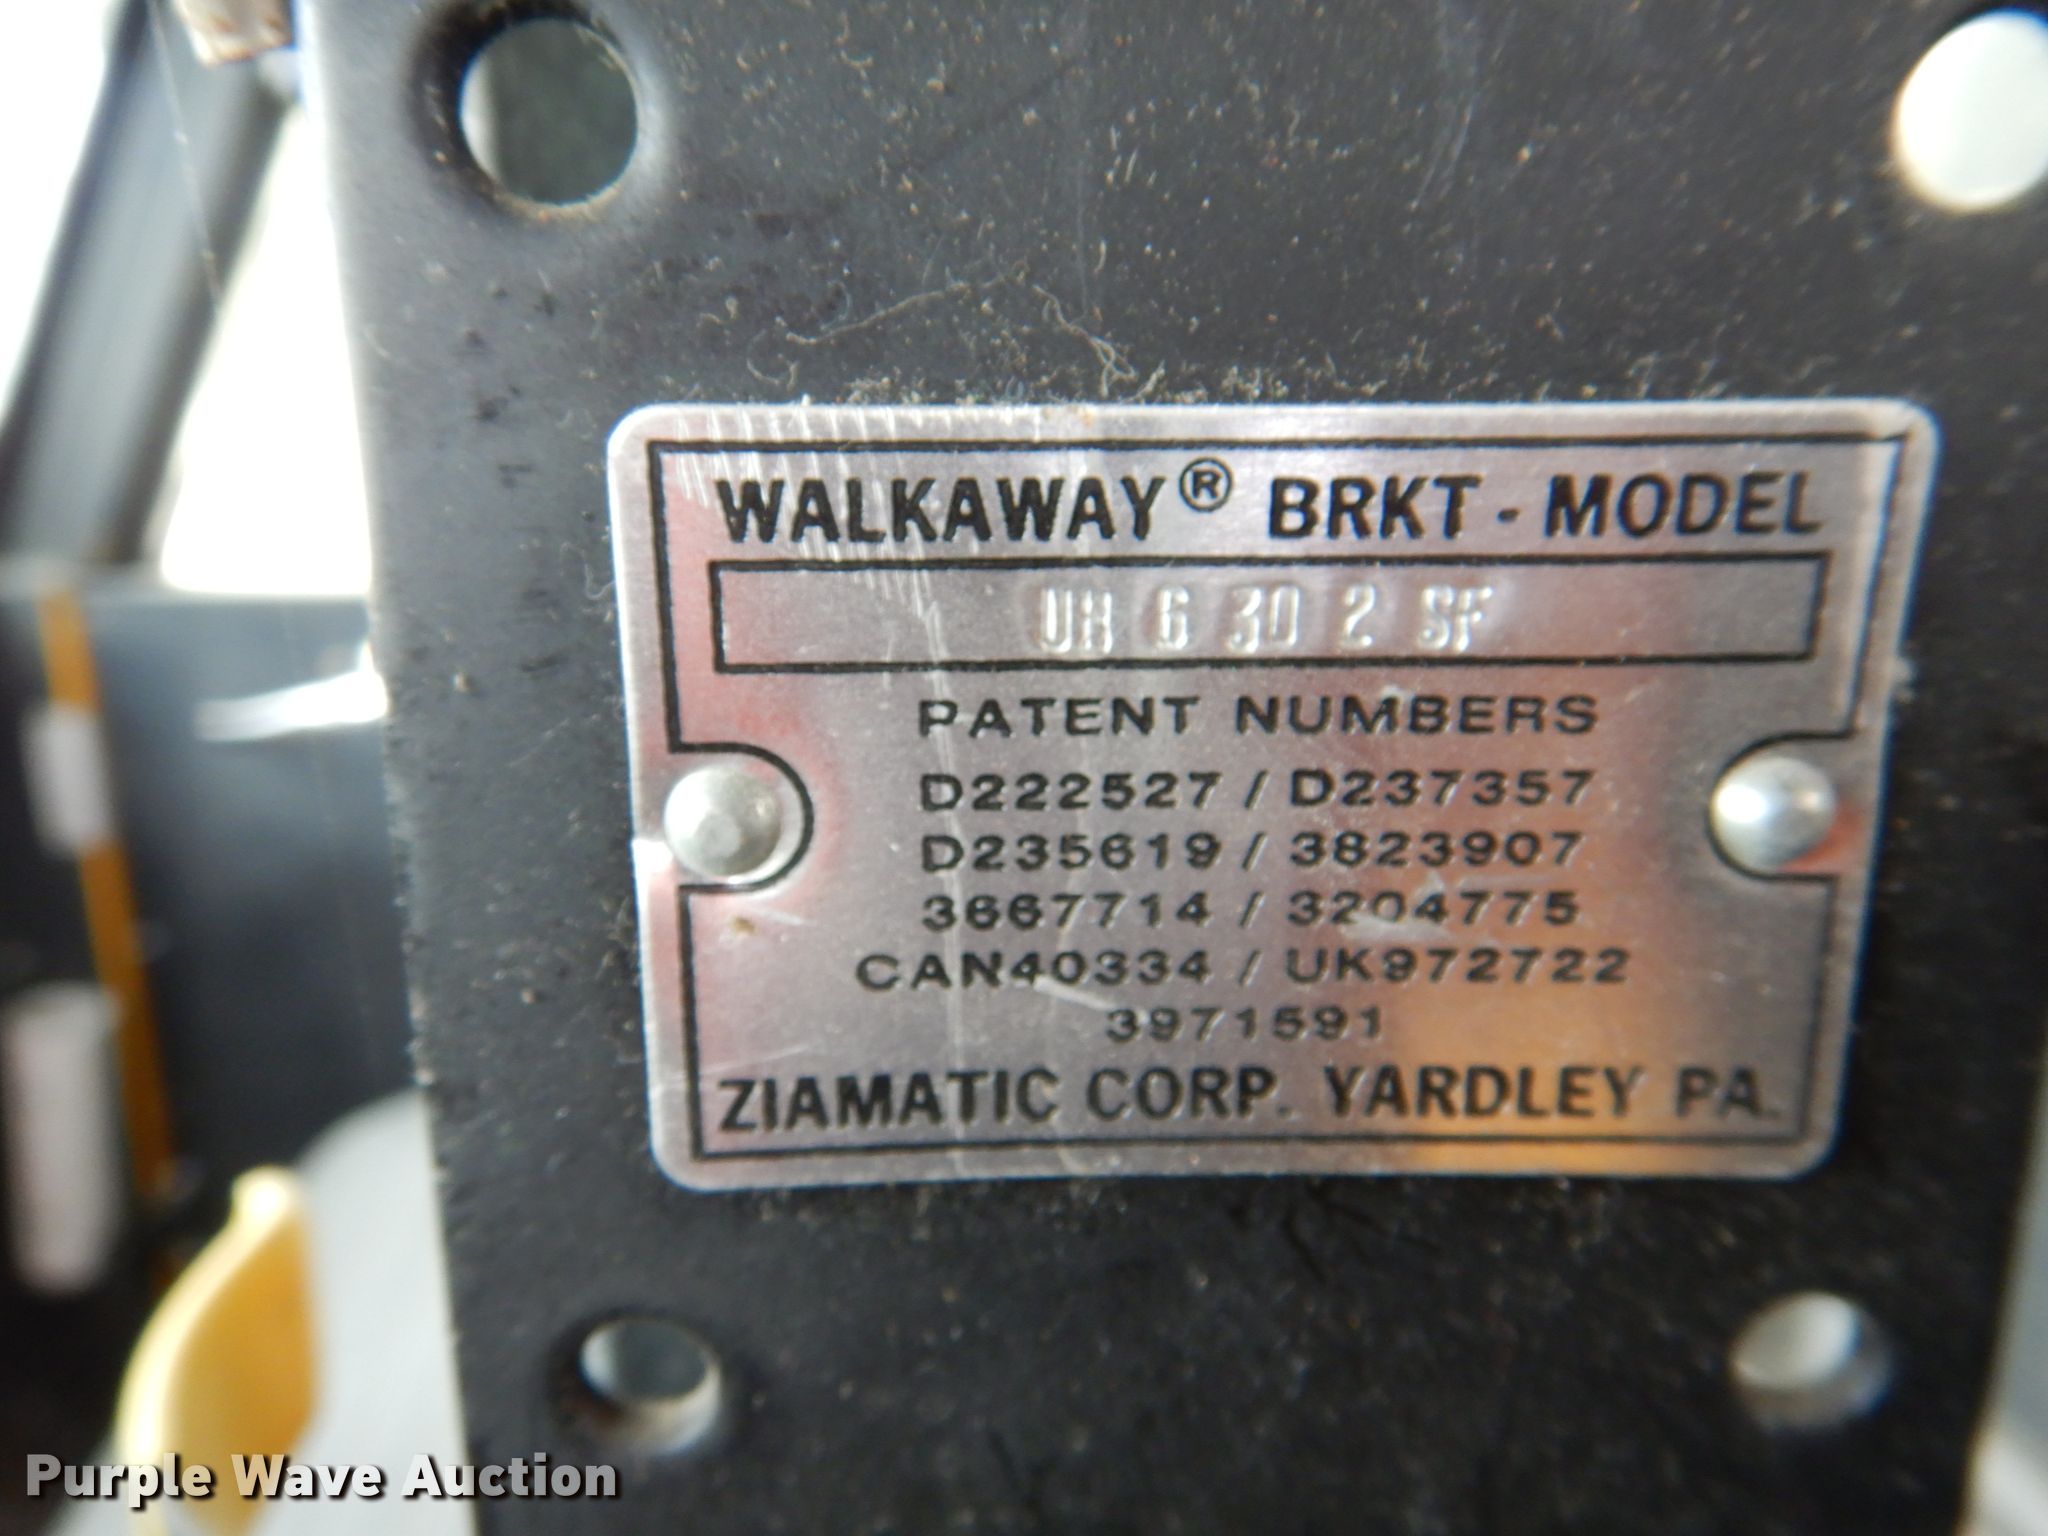 WALKAWAY® BRKT - MODEL
UH 6 30 2 SF
PATENT NUMBERS
D222527 / D237357
D235619 / 3823907
3667714 / 3204775
CAN40334 / UK972722
3971591
ZIAMATIC CORP. YARDLEY PA.
Purple Wave Auction